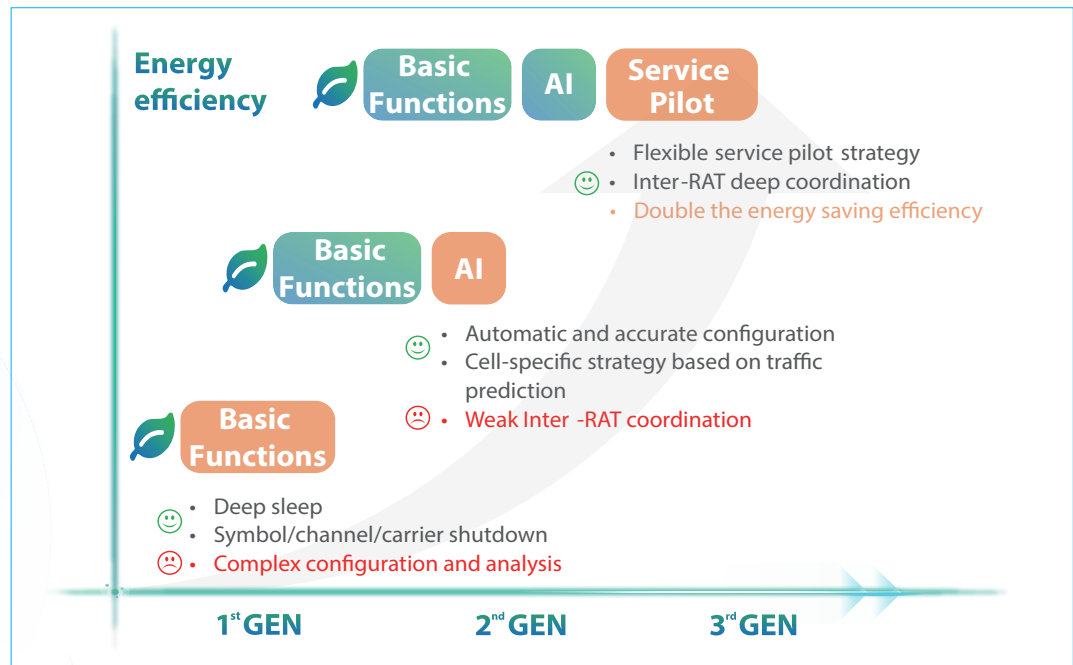 Energy
efficiency
Basic
Functions
AI
Service
Pilot
• Flexible service pilot strategy
• Inter-RAT deep coordination
• Double the energy saving efficiency
Basic
Functions
AI
• Automatic and accurate configuration
• Cell-specific strategy based on traffic
prediction
• Weak Inter -RAT coordination
Basic
Functions
• Deep sleep
• Symbol/channel/carrier shutdown
• Complex configuration and analysis
1st GEN
2nd GEN
3rd GEN